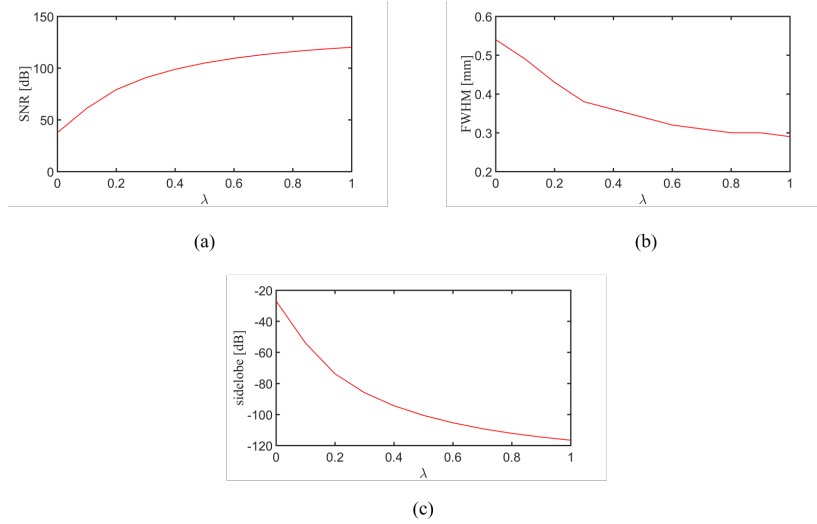 150
100
50
0
SNR [dB]
0 0.2 0.4 0.6 0.8 1
λ
(a)
0.6
0.5
0.4
0.3
0.2
FWHM [mm]
0 0.2 0.4 0.6 0.8 1
λ
(b)
-20
-40
-60
-80
-100
-120
sidelobe [dB]
0 0.2 0.4 0.6 0.8 1
λ
(c)